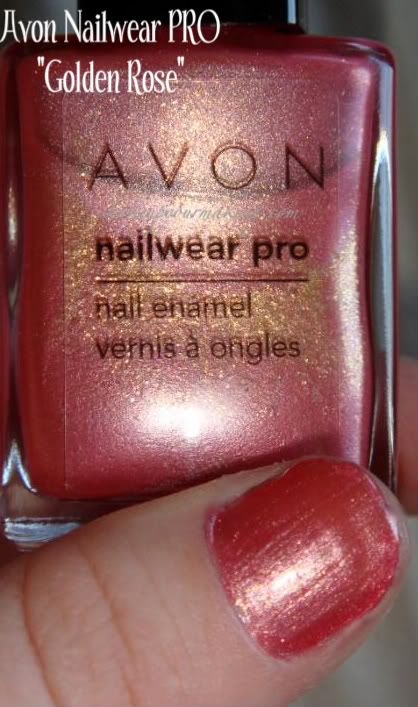 Avon Nailwear PRO
"Golden Rose"
AVON
nailwear pro
nail enamel
vernis à ongles